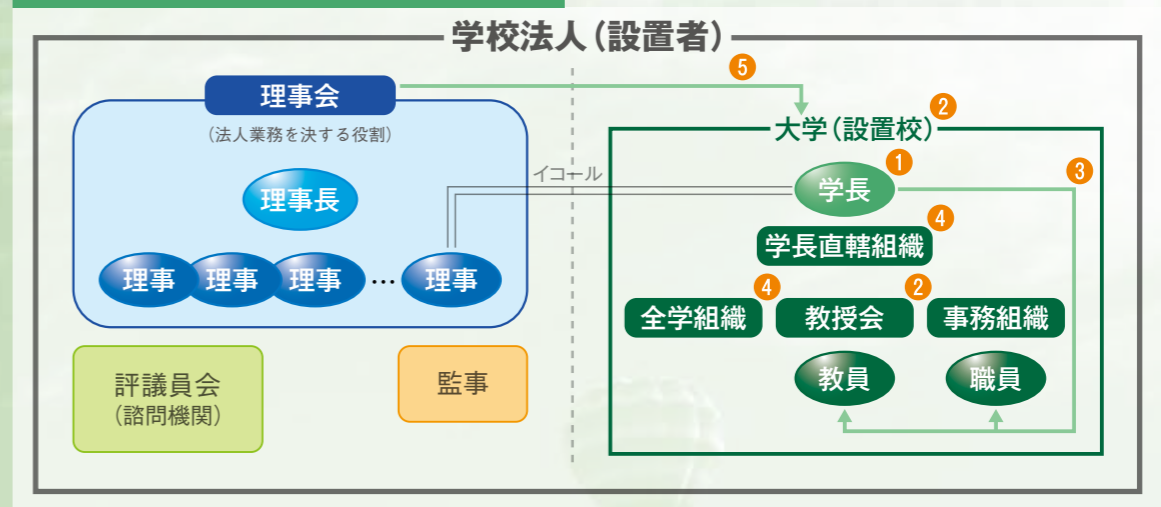 学校法人（設置者）
理事会
（法人業務を決する役割）
理事長
理事 理事 理事 … 理事
評議員会
（諮問機関）
監事
イコール
5
大学（設置校） 2
学長 1
3
学長直轄組織 4
全学組織 4
教授会 2
事務組織
教員
職員